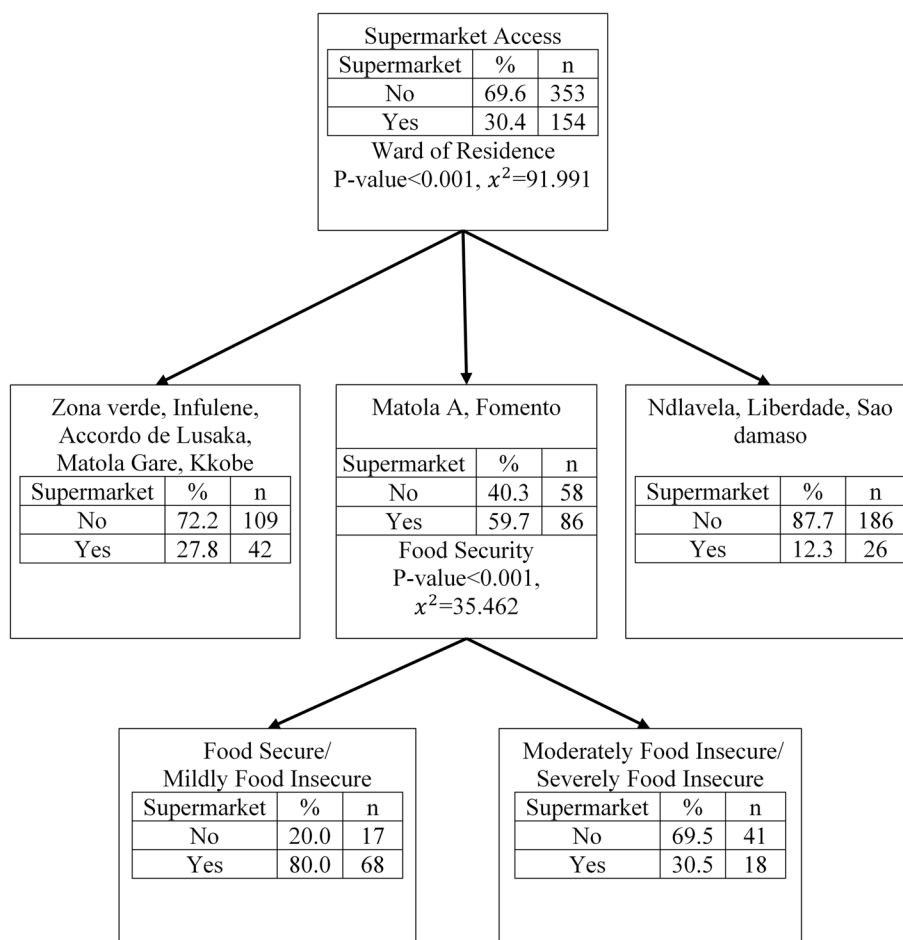 Supermarket Access
Supermarket % n
No 69.6 353
Yes 30.4 154
Ward of Residence
P-value<0.001, x²=91.991
Zona verde, Infulene,
Accordo de Lusaka,
Matola Gare, Kkobe
Supermarket % n
No 72.2 109
Yes 27.8 42
Matola A, Fomento
Supermarket % n
No 40.3 58
Yes 59.7 86
Food Security
P-value<0.001,
x²=35.462
Ndlavela, Liberdade, Sao
damaso
Supermarket % n
No 87.7 186
Yes 12.3 26
Food Secure/
Mildly Food Insecure
Supermarket % n
No 20.0 17
Yes 80.0 68
Moderately Food Insecure/
Severely Food Insecure
Supermarket % n
No 69.5 41
Yes 30.5 18